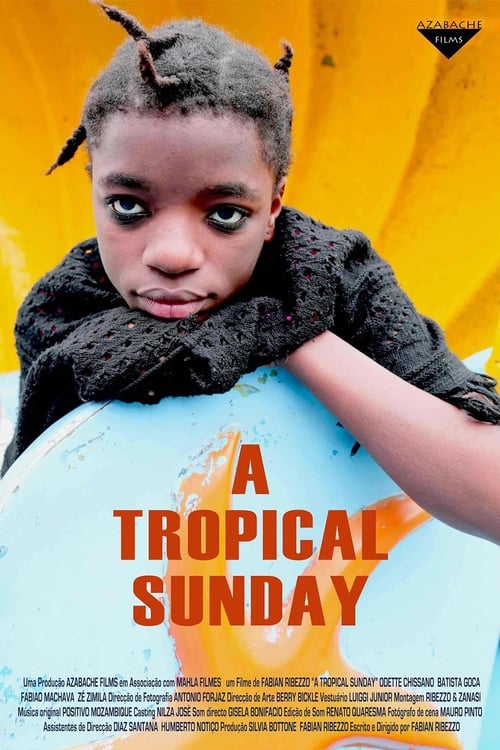 AZABACHE
FILMS
A
TROPICAL
SUNDAY
Uma Produção AZABACHE FILMS em Associação com MAHLA FILMES um Filme de FABIAN RIBEZZO "A TROPICAL SUNDAY" ODETTE CHISSANO BATISTA GOCA
FABIAO MACHAVA ZÉ ZIMILA Direcção de Fotografia ANTONIO FORJAZ Direcção de Arte BERRY BICKLE Vestuário LUIGGI JUNIOR Montagem RIBEZZO & ZANASI
Música original POSITIVO MOZAMBIQUE Casting NILZA JOSÉ Som directo GISELA BONIFACIO Edição de Som RENATO QUARESMA Fotógrafo de cena MAURO PINTO
Assistentes de Direcção DIAZ SANTANA HUMBERTO NOTIÇO Produção SILVIA BOTTONE FABIAN RIBEZZO Escrito e Dirigido por FABIAN RIBEZZO